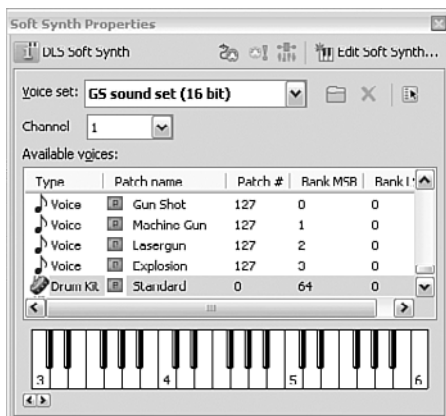 Soft Synth Properties
DLS Soft Synth Edit Soft Synth...
Voice set: GS sound set (16 bit)
Channel 1
Available voices:
Type Patch name Patch # Bank MSB Bank L
Voice Gun Shot 127 0 0
Voice Machine Gun 127 1 0
Voice Lasergun 127 2 0
Voice Explosion 127 3 0
Drum Kit Standard 0 64 0
3 4 5 6